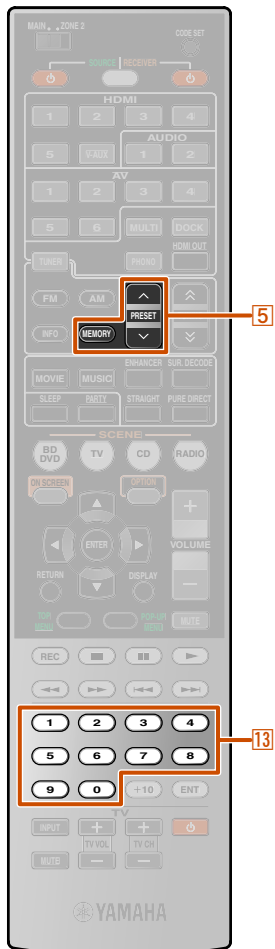 MAIN ZONE 2 CODE SET
SOURCE RECEIVER
HDMI
1 2 3 4
AUDIO
5 V-AUX 1 2
AV
1 2 3 4
5 6 MULTI DOCK
HDMI OUT
TUNER PHONO
FM AM
PRESET
5
INFO MEMORY
ENHANCER SUR. DECODE
MOVIE MUSIC
SLEEP PARTY STRAIGHT PURE DIRECT
SCENE
BD
DVD TV CD RADIO
ON SCREEN OPTION
ENTER
VOLUME
RETURN DISPLAY
TOP
MENU
POP-UP
MENU
MUTE
REC
1 2 3 4
13
5 6 7 8
9 0 +10 ENT
TV
INPUT
TV VOL TV CH
MUTE
YAMAHA